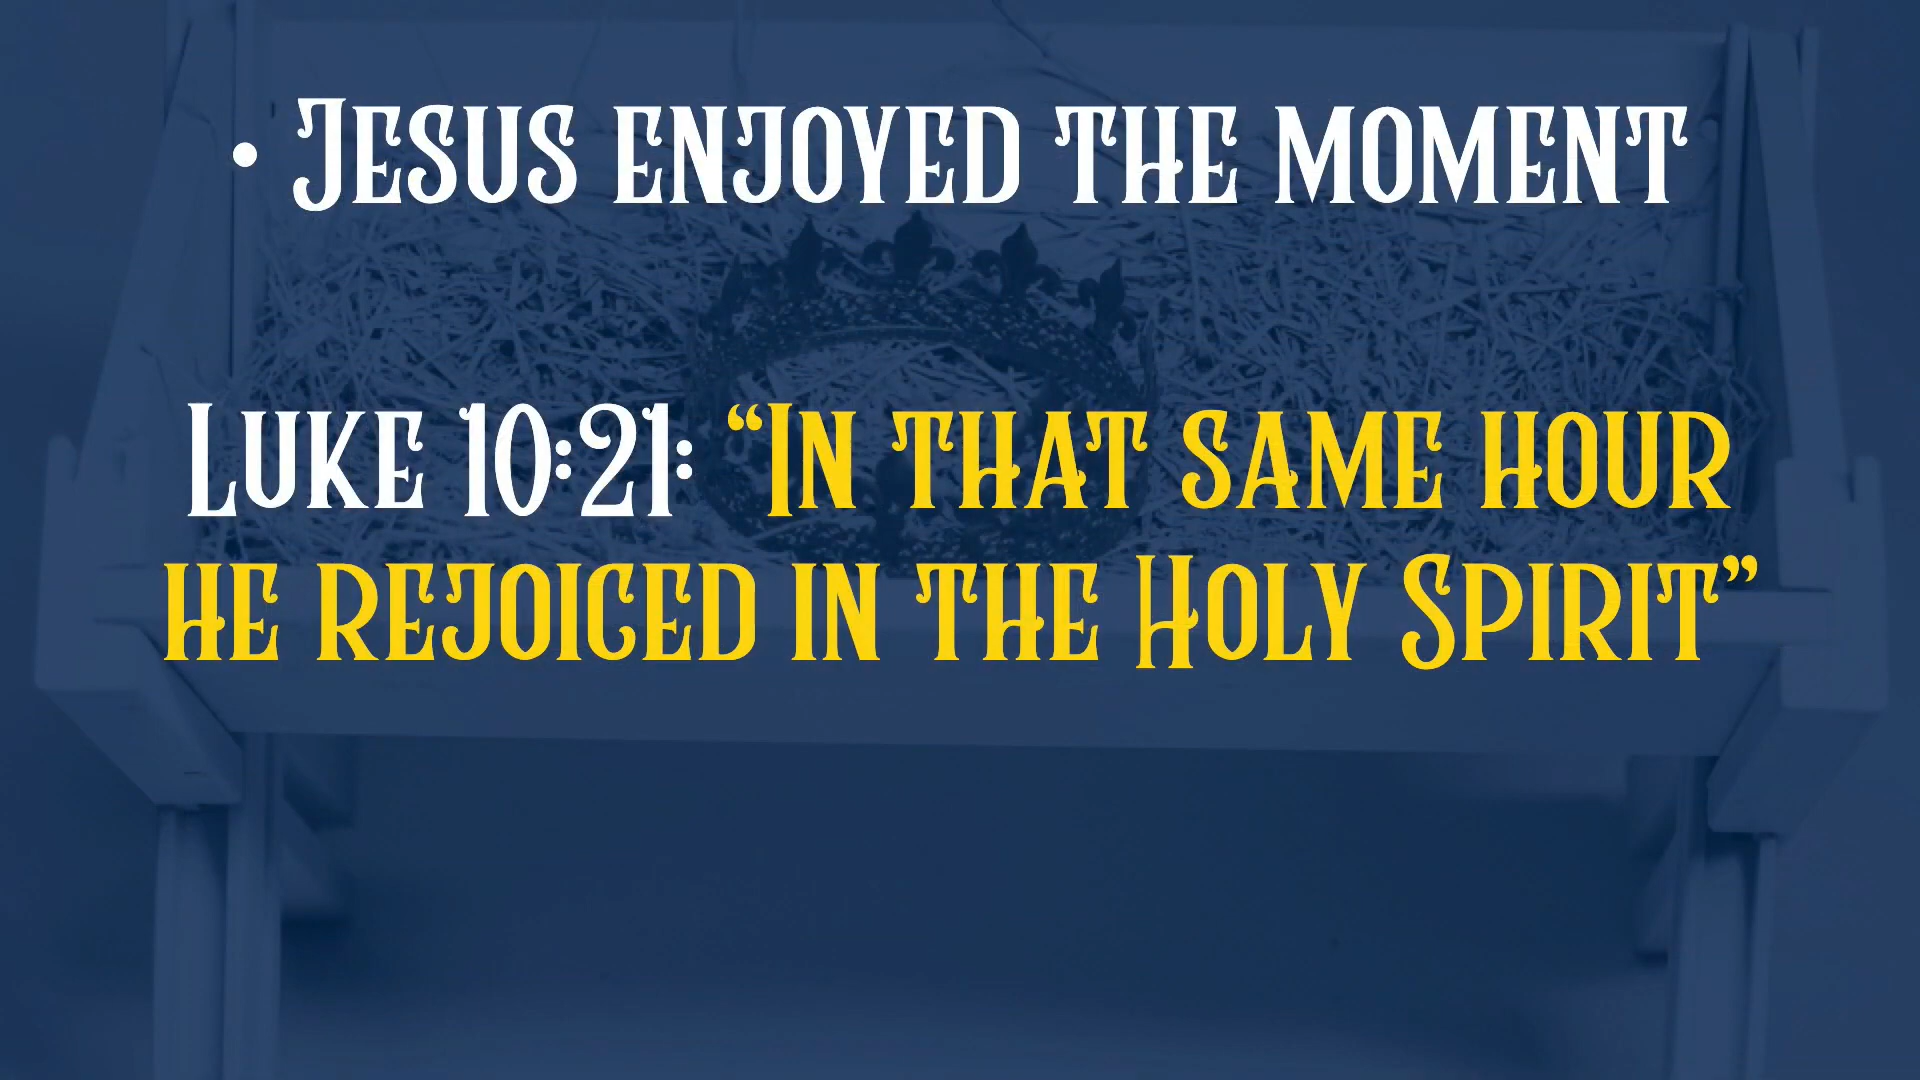 • Jesus enjoyed the moment
Luke 10:21: “In that same hour
he rejoiced in the Holy Spirit”